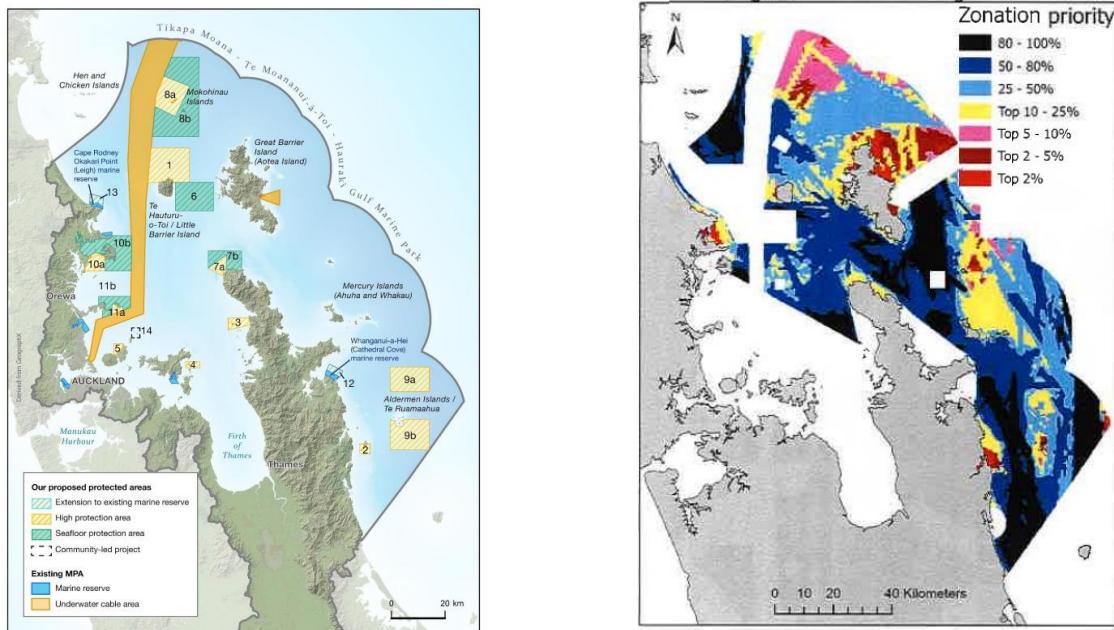 Tikapa Moana - Te Moananui-ā-Toi - Hauraki Gulf Marine Park
Hen and
Chicken Islands
8a
Mokohinau
Islands
8b
Cape Rodney
Okakari Point
(Leigh) marine
reserve
13
1
Great Barrier
Island
(Aotea Island)
6
Te
Hauturu-
o-Toi / Little
Barrier Island
10b
10a
7b
7a
11b
Orewa
11a
Mercury Islands
(Ahuha and Whakau)
14
3
5
Whanganui-a-Hei
(Cathedral Cove)
marine reserve
4
12
AUCKLAND
9a
Aldermen Islands /
Te Ruamaahua
9b
Manukau
Harbour
Firth
of
Thames
2
Thames
Derived from Geographx
Our proposed protected areas
Extension to existing marine reserve
High protection area
Seafloor protection area
Community-led project
Existing MPA
Marine reserve
Underwater cable area
0 20 km
N
Zonation priority
80 - 100%
50 - 80%
25 - 50%
Top 10 - 25%
Top 5 - 10%
Top 2 - 5%
Top 2%
0 10 20 40 Kilometers